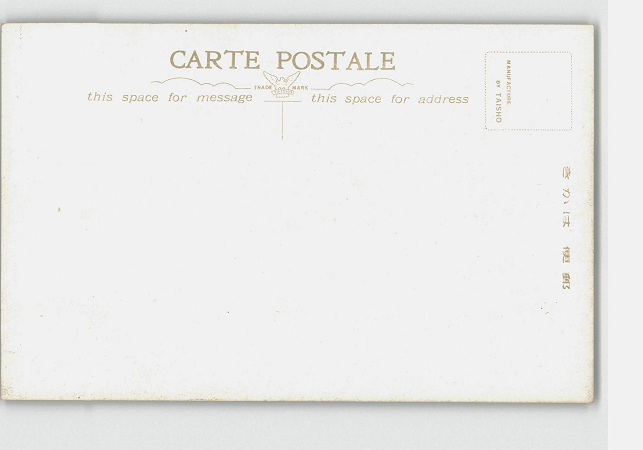 CARTE POSTALE
TRADE MARK
this space for message
this space for address
MANUFACTURE
BY TAISHO
きかは便郵